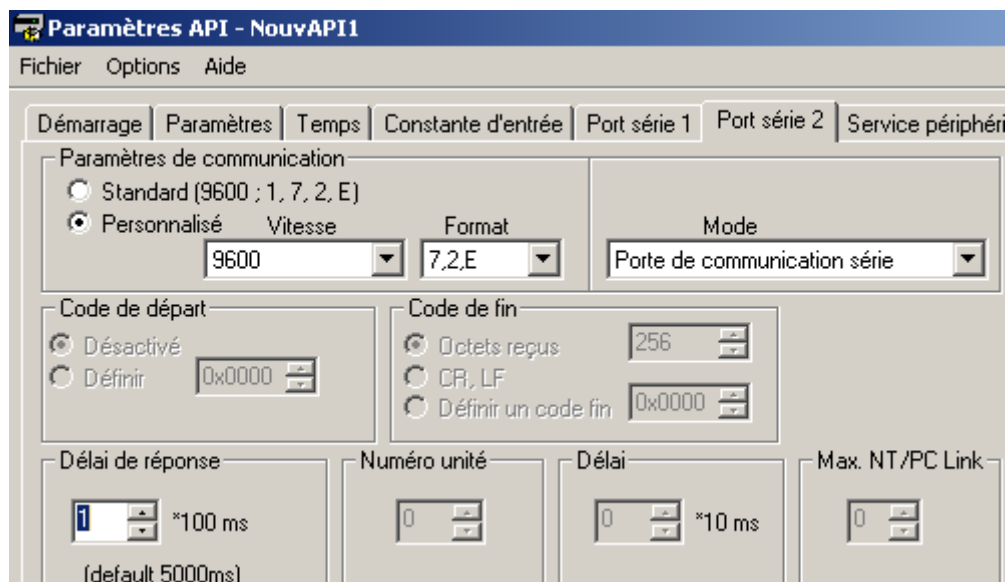 Paramètres API - NouvAPI1
Fichier Options Aide
Démarrage Paramètres Temps Constante d'entrée Port série 1 Port série 2 Service périphéri
Paramètres de communication
Standard (9600 ; 1, 7, 2, E)
Personnalisé Vitesse Format Mode
9600 7,2,E Porte de communication série
Code de départ Code de fin
Désactivé Octets reçus 256
Définir 0x0000 CR, LF
Définir un code fin 0x0000
Délai de réponse Numéro unité Délai Max. NT/PC Link
1 *100 ms 0 0 *10 ms 0
(default 5000ms)